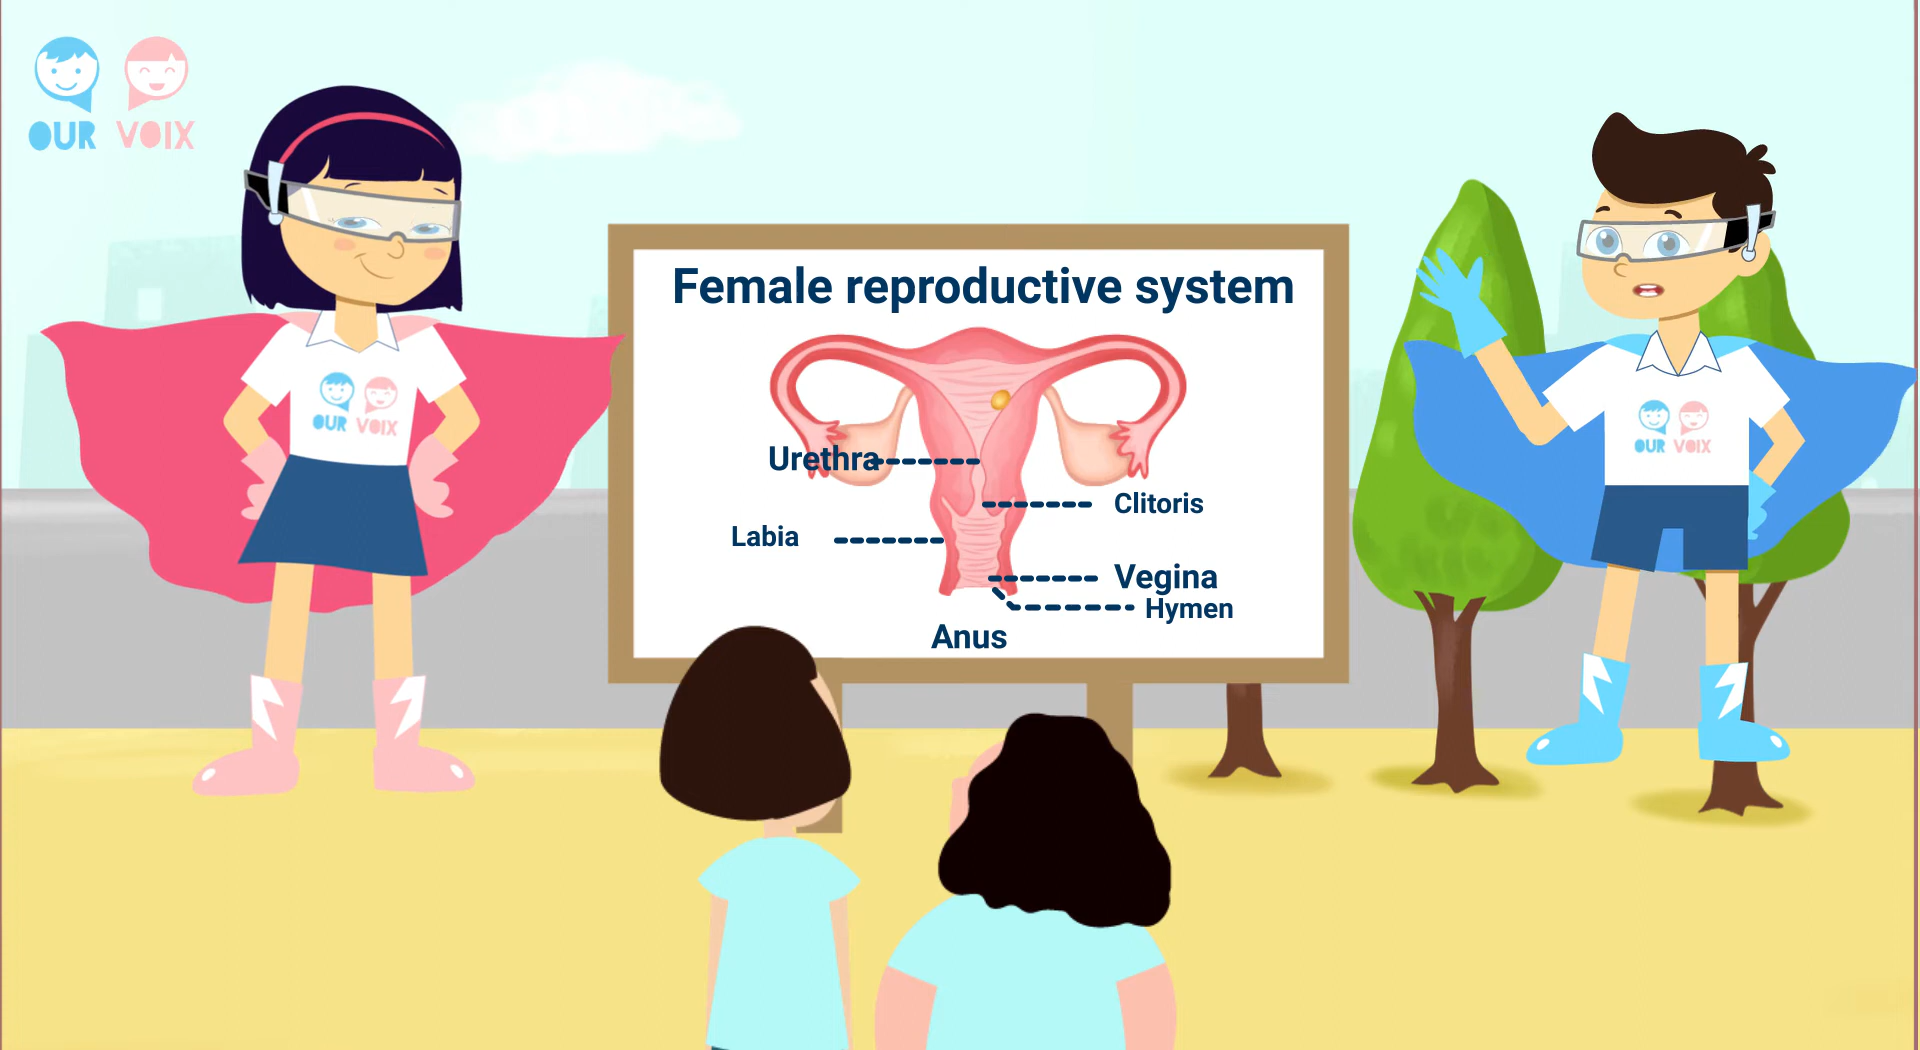 OUR VOIX
Female reproductive system
OUR VOIX
OUR VOIX
Urethra
Clitoris
Labia
Vegina
Hymen
Anus